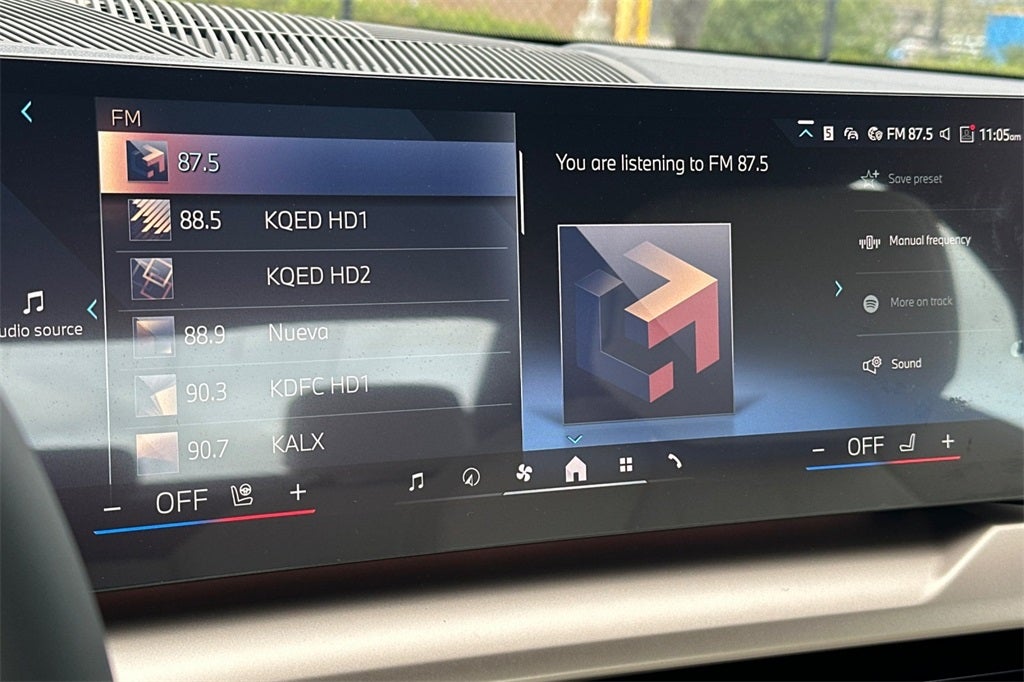 FM
87.5
88.5 KQED HD1
KQED HD2
88.9 Nueva
90.3 KDFC HD1
90.7 KALX
udio source
You are listening to FM 87.5
S FM 87.5 11:05am
Save preset
Manual frequency
More on track
Sound
− OFF +
− OFF +